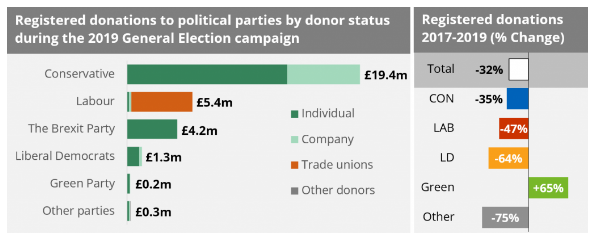 Registered donations to political parties by donor status
during the 2019 General Election campaign
Conservative £19.4m
Labour £5.4m
The Brexit Party £4.2m
Liberal Democrats £1.3m
Green Party £0.2m
Other parties £0.3m
Individual
Company
Trade unions
Other donors
Registered donations
2017-2019 (% Change)
Total -32%
CON -35%
LAB -47%
LD -64%
Green +65%
Other -75%